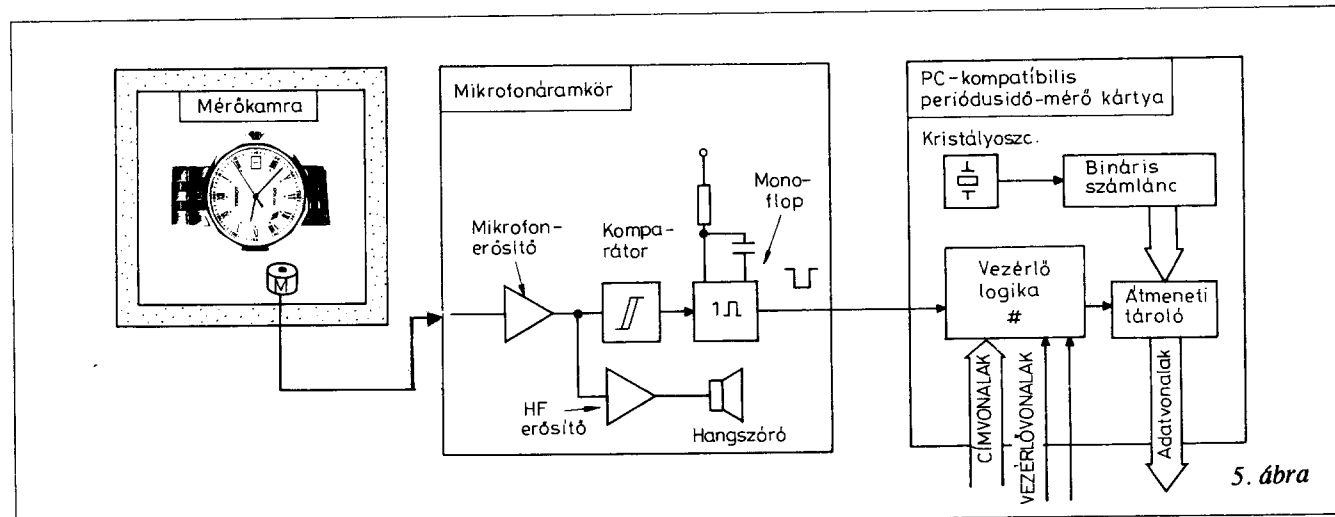 Mérőkamra
M
Mikrofonáramkör
Mikrofon-
erősítő
Kompa-
rátor
Mono-
flop
1
HF
erősítő
Hangszóró
PC-kompatíbilis
periódusidő-mérő kártya
Kristályoszc.
Bináris
számlánc
Vezérlő
logika
#
Átmeneti
tároló
CÍMVONALAK
VEZÉRLŐVONALAK
Adatvonalak
5. ábra